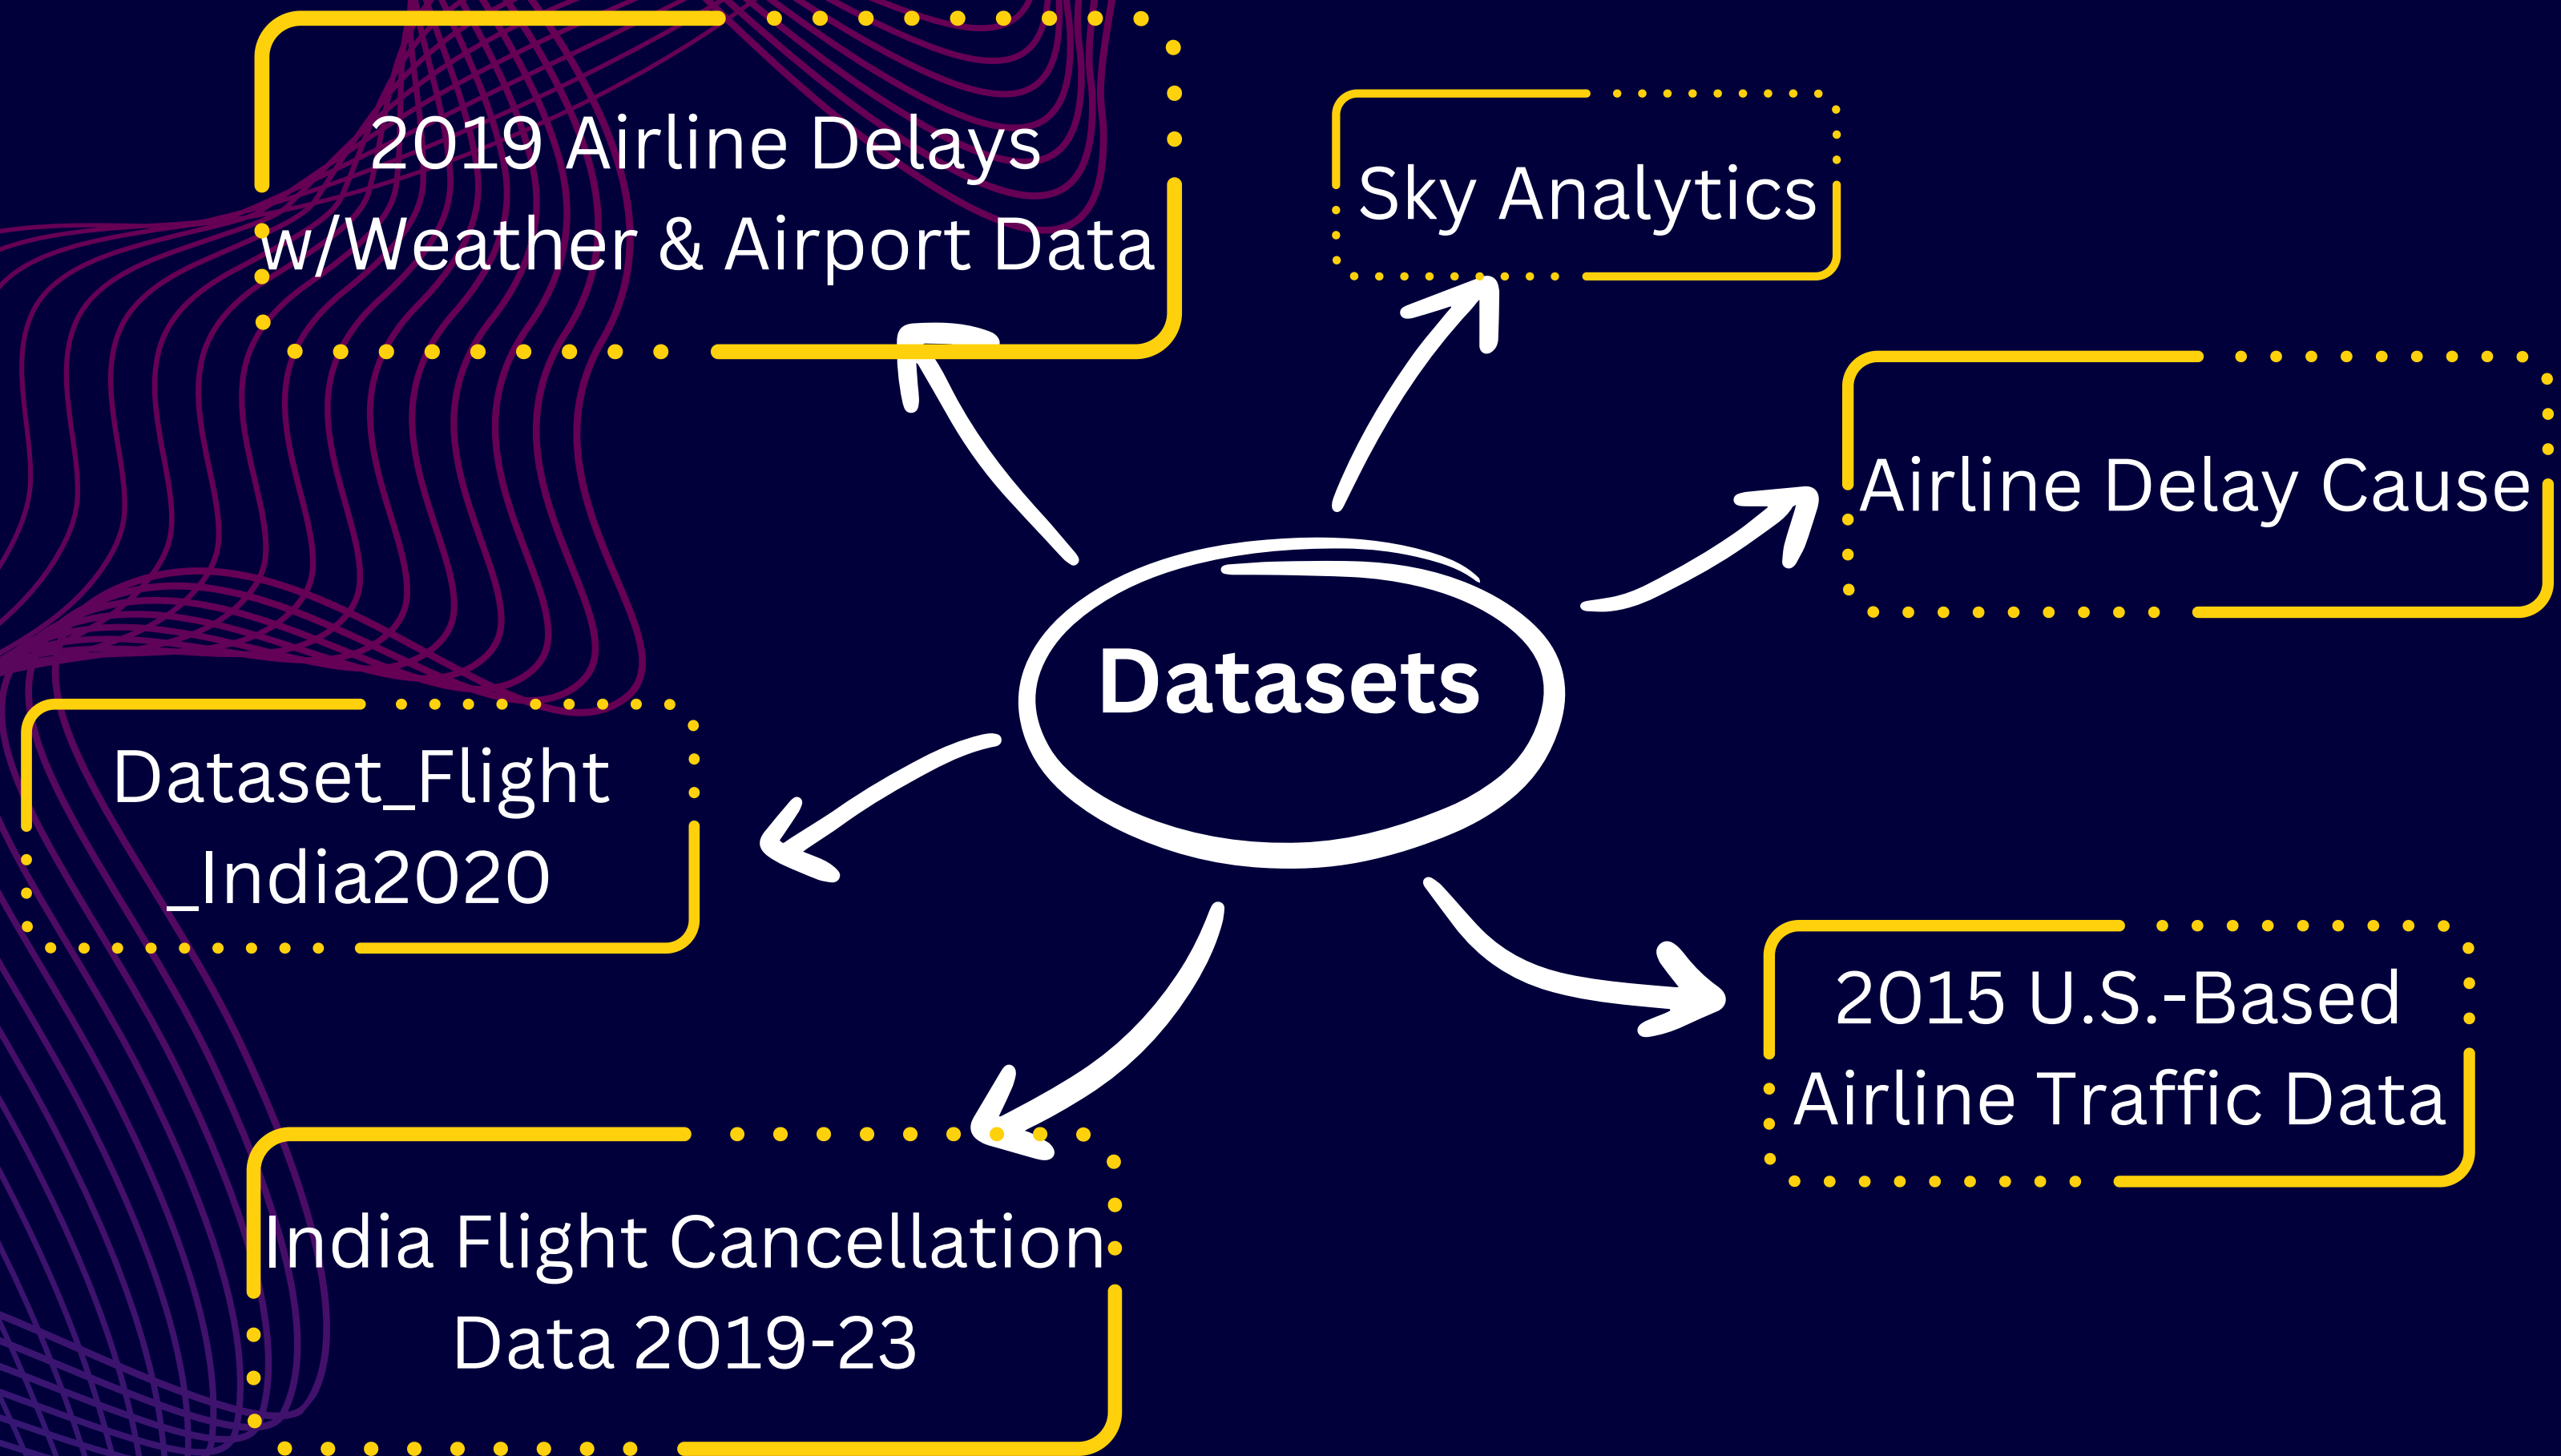 2019 Airline Delays
w/Weather & Airport Data
Sky Analytics
Airline Delay Cause
Datasets
Dataset_Flight
_India2020
2015 U.S.-Based
Airline Traffic Data
India Flight Cancellation
Data 2019-23